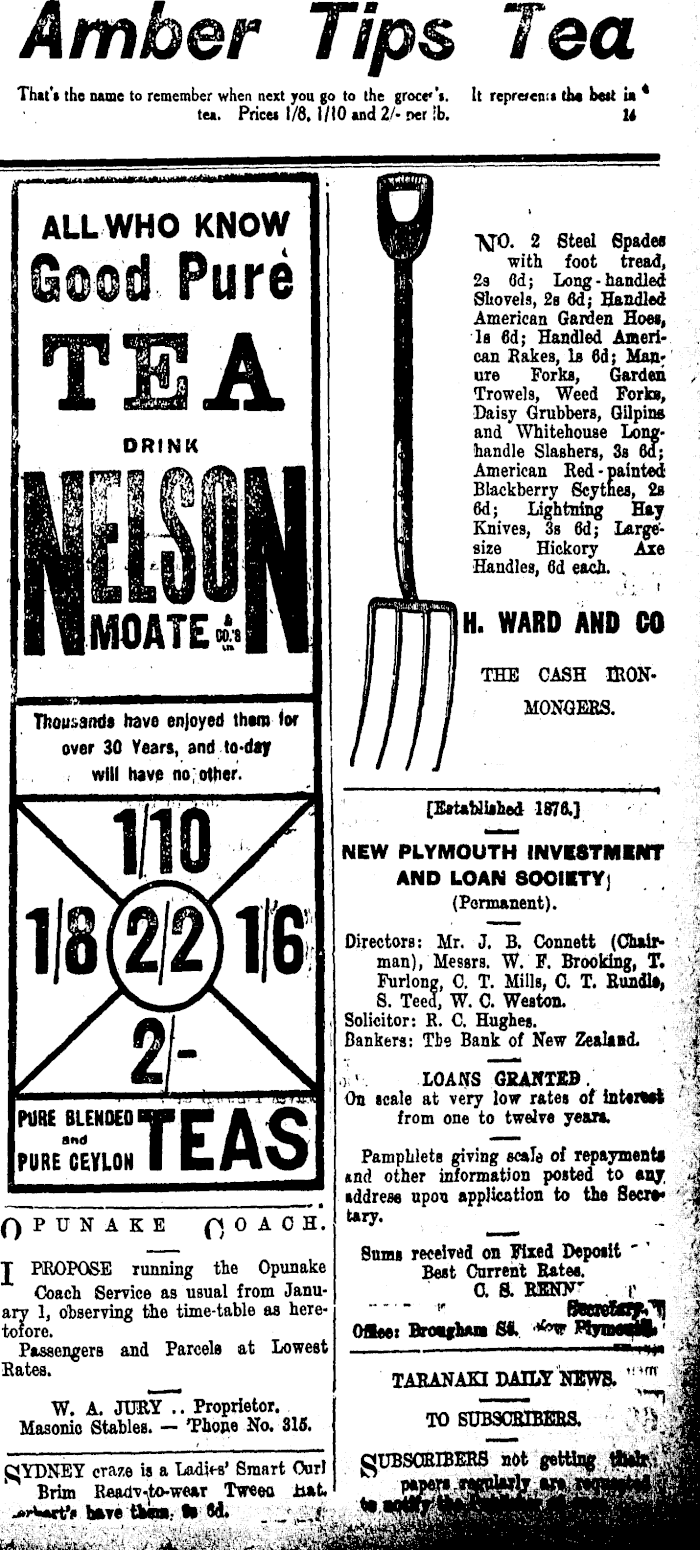 Amber Tips Tea
That's the name to remember when next you go to the grocer's. It represents the best in
tea. Prices 1/8, 1/10 and 2/- per lb.
14
ALL WHO KNOW
Good Pure
TEA
DRINK
NELSON
MOATE & CO.'S LTD.
Thousands have enjoyed them for
over 30 Years, and to-day
will have no other.
1/10
1/8 2/2 1/6
2/-
PURE BLENDED
and
PURE CEYLON
TEAS
OPUNAKE COACH.
I PROPOSE running the Opunake
Coach Service as usual from Janu-
ary 1, observing the time-table as here-
tofore.
Passengers and Parcels at Lowest
Rates.
W. A. JURY .. Proprietor.
Masonic Stables. — 'Phone No. 315.
SYDNEY craze is a Ladies' Smart Curl
Brim Ready-to-wear Tweed Hat.
have them, 6d.
NO. 2 Steel Spades
with foot tread,
2s 6d; Long-handled
Shovels, 2s 6d; Handled
American Garden Hoes,
1s 6d; Handled Ameri-
can Rakes, 1s 6d; Man-
ure Forks, Garden
Trowels, Weed Forks,
Daisy Grubbers, Gilpins
and Whitehouse Long-
handle Slashers, 3s 6d;
American Red-painted
Blackberry Scythes, 2s
6d; Lightning Hay
Knives, 3s 6d; Large-
size Hickory Axe
Handles, 6d each.
H. WARD AND CO
THE CASH IRON-
MONGERS.
[Established 1876.]
NEW PLYMOUTH INVESTMENT
AND LOAN SOCIETY
(Permanent).
Directors: Mr. J. B. Connett (Chair-
man), Messrs. W. F. Brooking, T.
Furlong, C. T. Mills, C. T. Rundle,
S. Teed, W. C. Weston.
Solicitor: R. C. Hughes.
Bankers: The Bank of New Zealand.
LOANS GRANTED
On scale at very low rates of interest
from one to twelve years.
Pamphlets giving scale of repayments
and other information posted to any
address upon application to the Secre-
tary.
Sums received on Fixed Deposit
Best Current Rates.
C. S. RENN
Secretary.
Office: Brougham St. New Plymouth.
TARANAKI DAILY NEWS.
TO SUBSCRIBERS.
SUBSCRIBERS not getting their
papers regularly are requested
to notify the